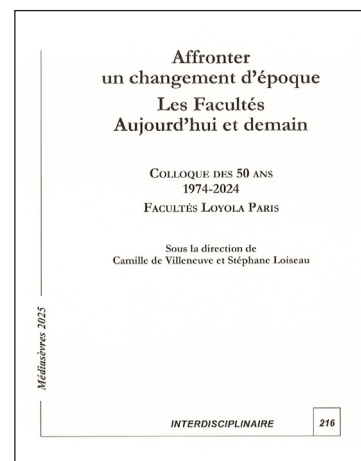 Affronter
un changement d'époque
Les Facultés
Aujourd'hui et demain
COLLOQUE DES 50 ANS
1974-2024
FACULTÉS LOYOLA PARIS
Sous la direction de
Camille de Villeneuve et Stéphane Loiseau
Médiasèvres 2025
INTERDISCIPLINAIRE
216